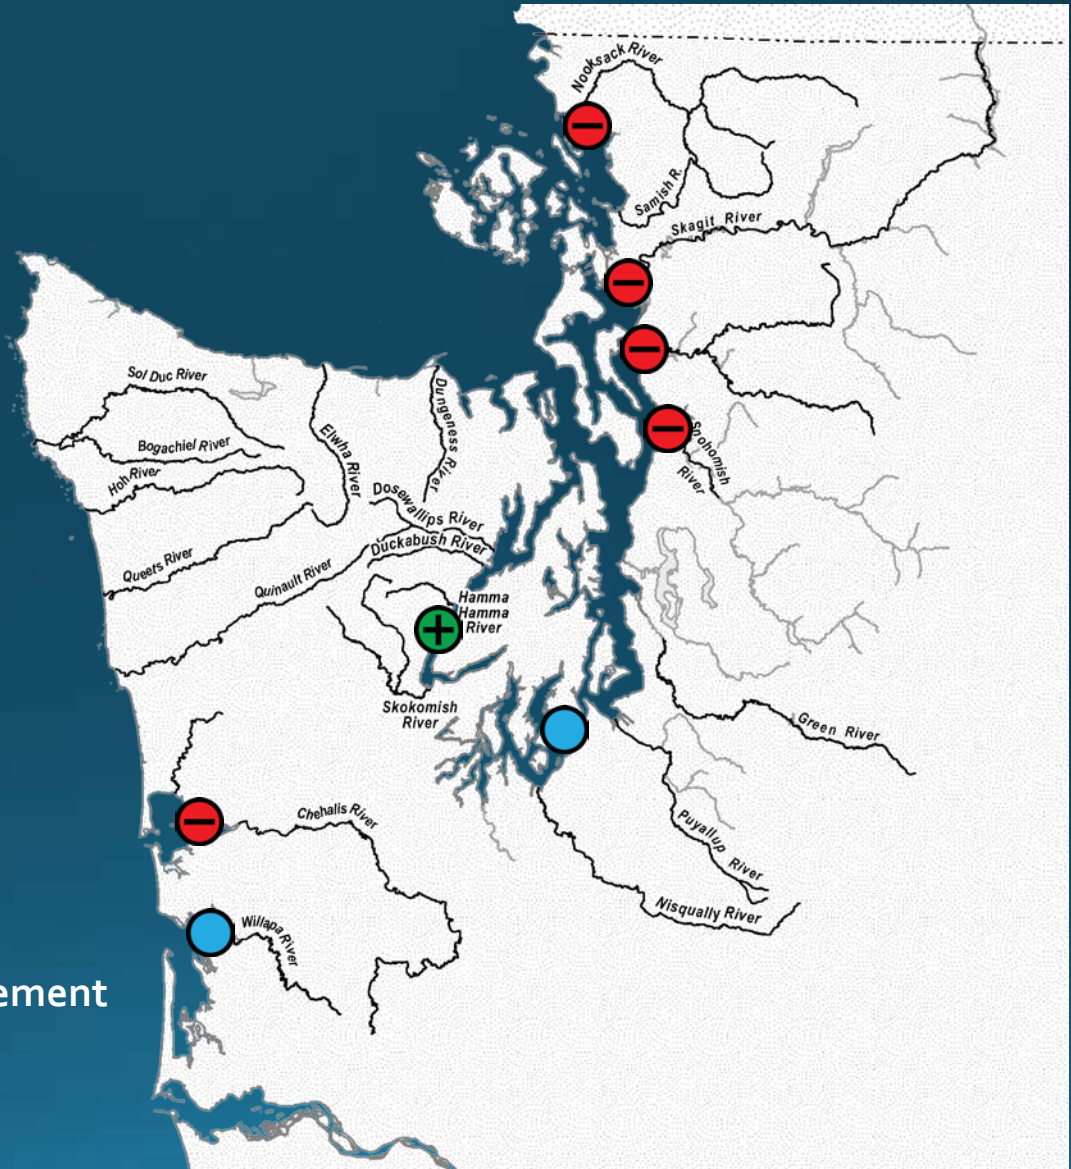 Nooksack River
Samish R.
Skagit River
Sol Duc River
Bogachiel River
Hoh River
Elwha River
Dungeness River
Snohomish
River
Dosewallips River
Duckabush River
Queets River
Quinault River
Hamma
Hamma
River
Skokomish
River
Green River
Chehalis River
Puyallup
River
Nisqually River
Willapa River
ement